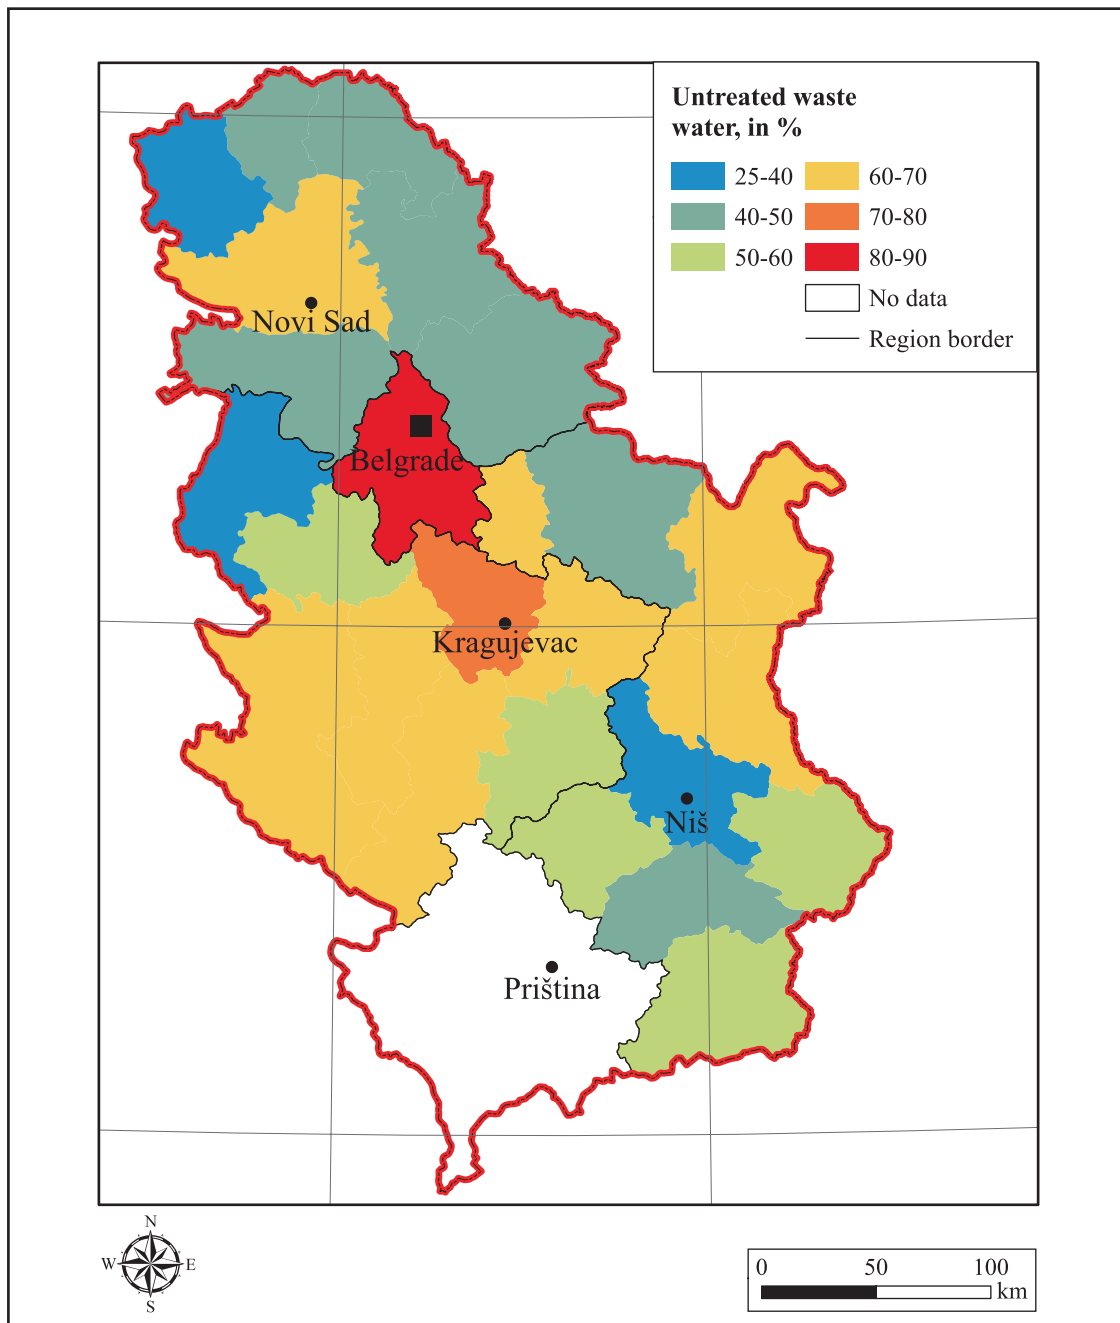 Untreated waste
water, in %
25-40
60-70
40-50
70-80
50-60
80-90
No data
Region border
Novi Sad
Belgrade
Kragujevac
Niš
Priština
N
W
E
S
0
50
100
km